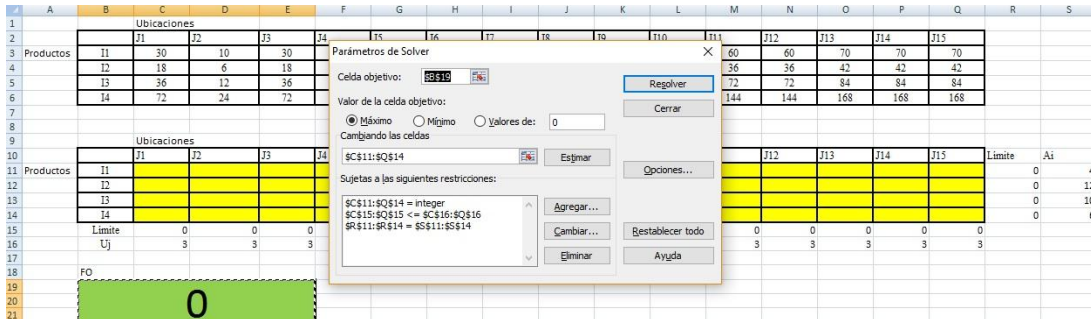 A B C D E F G H I J K L M N O P Q R S
1 Ubicaciones
2 J1 J2 J3 J4 J5 J6 I7 J8 J9 J10 J11 J12 J13 J14 J15
3 Productos I1 30 10 30 60 60 70 70 70
4 I2 18 6 18 36 36 42 42 42
5 I3 36 12 36 72 72 84 84 84
6 I4 72 24 72 144 144 168 168 168
7
8
9 Ubicaciones
10 J1 J2 J3 J4 J12 J13 J14 J15 Limite Ai
11 Productos I1 0
12 I2 0
13 I3 0
14 I4 0
15 Limite 0 0 0 0 0 0 0 0
16 Uj 3 3 3 3 3 3 3 3
17
18 FO
19
20 0
21
Parámetros de Solver
Celda objetivo: $B$19
Resolver
Valor de la celda objetivo:
Cerrar
Máximo Mínimo Valores de: 0
Cambiando las celdas
$C$11:$Q$14 Estimar
Opciones...
Sujetas a las siguientes restricciones:
$C$11:$Q$14 = integer
$C$15:$Q$15 <= $C$16:$Q$16
$R$11:$R$14 = $S$11:$S$14
Agregar...
Cambiar... Restablecer todo
Eliminar Ayuda